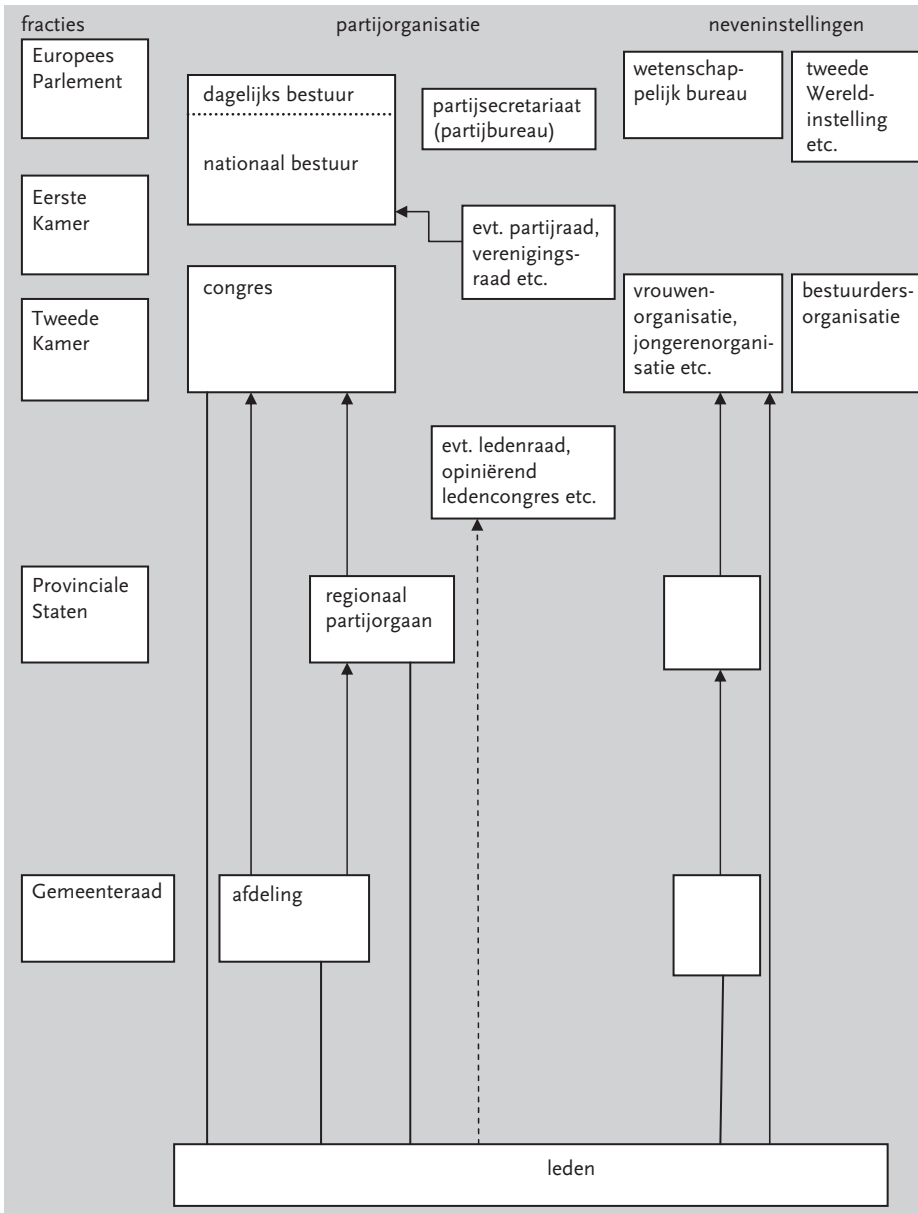 fracties
partijorganisatie
neveninstellingen
Europees
Parlement
dagelijks bestuur
nationaal bestuur
partijsecretariaat
(partijbureau)
wetenschap-
pelijk bureau
tweede
Wereld-
instelling
etc.
Eerste
Kamer
evt. partijraad,
verenigings-
raad etc.
Tweede
Kamer
congres
vrouwen-
organisatie,
jongerenorgani-
satie etc.
bestuurders-
organisatie
evt. ledenraad,
opiniërend
ledencongres etc.
Provinciale
Staten
regionaal
partijorgaan
Gemeenteraad
afdeling
leden